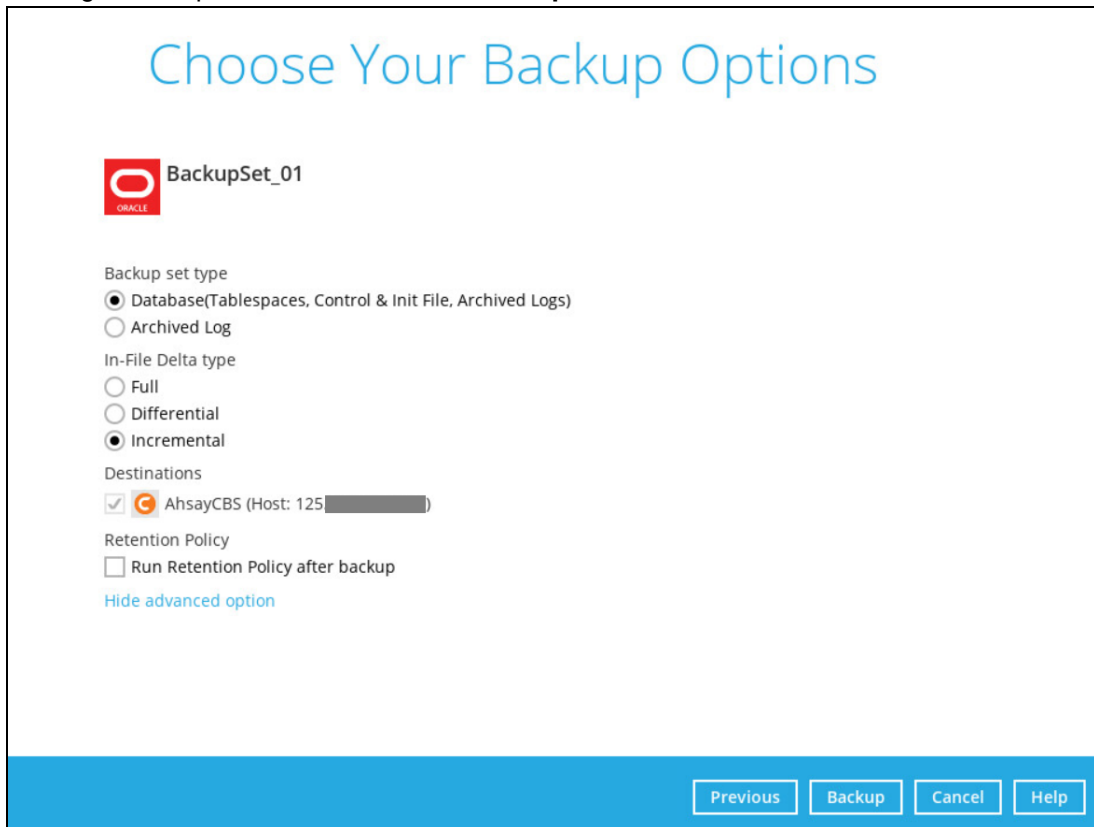 Choose Your Backup Options
BackupSet_01
ORACLE
Backup set type
Database(Tablespaces, Control & Init File, Archived Logs)
Archived Log
In-File Delta type
Full
Differential
Incremental
Destinations
AhsayCBS (Host: 125. )
Retention Policy
Run Retention Policy after backup
Hide advanced option
Previous Backup Cancel Help